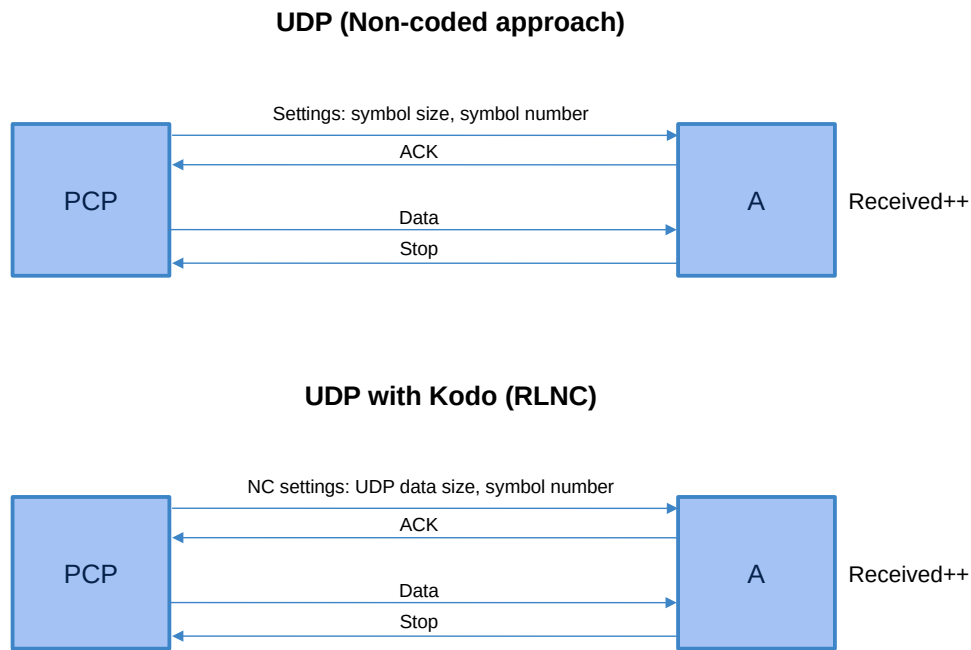 UDP (Non-coded approach)
Settings: symbol size, symbol number
ACK
PCP
A
Received++
Data
Stop
UDP with Kodo (RLNC)
NC settings: UDP data size, symbol number
ACK
PCP
A
Received++
Data
Stop